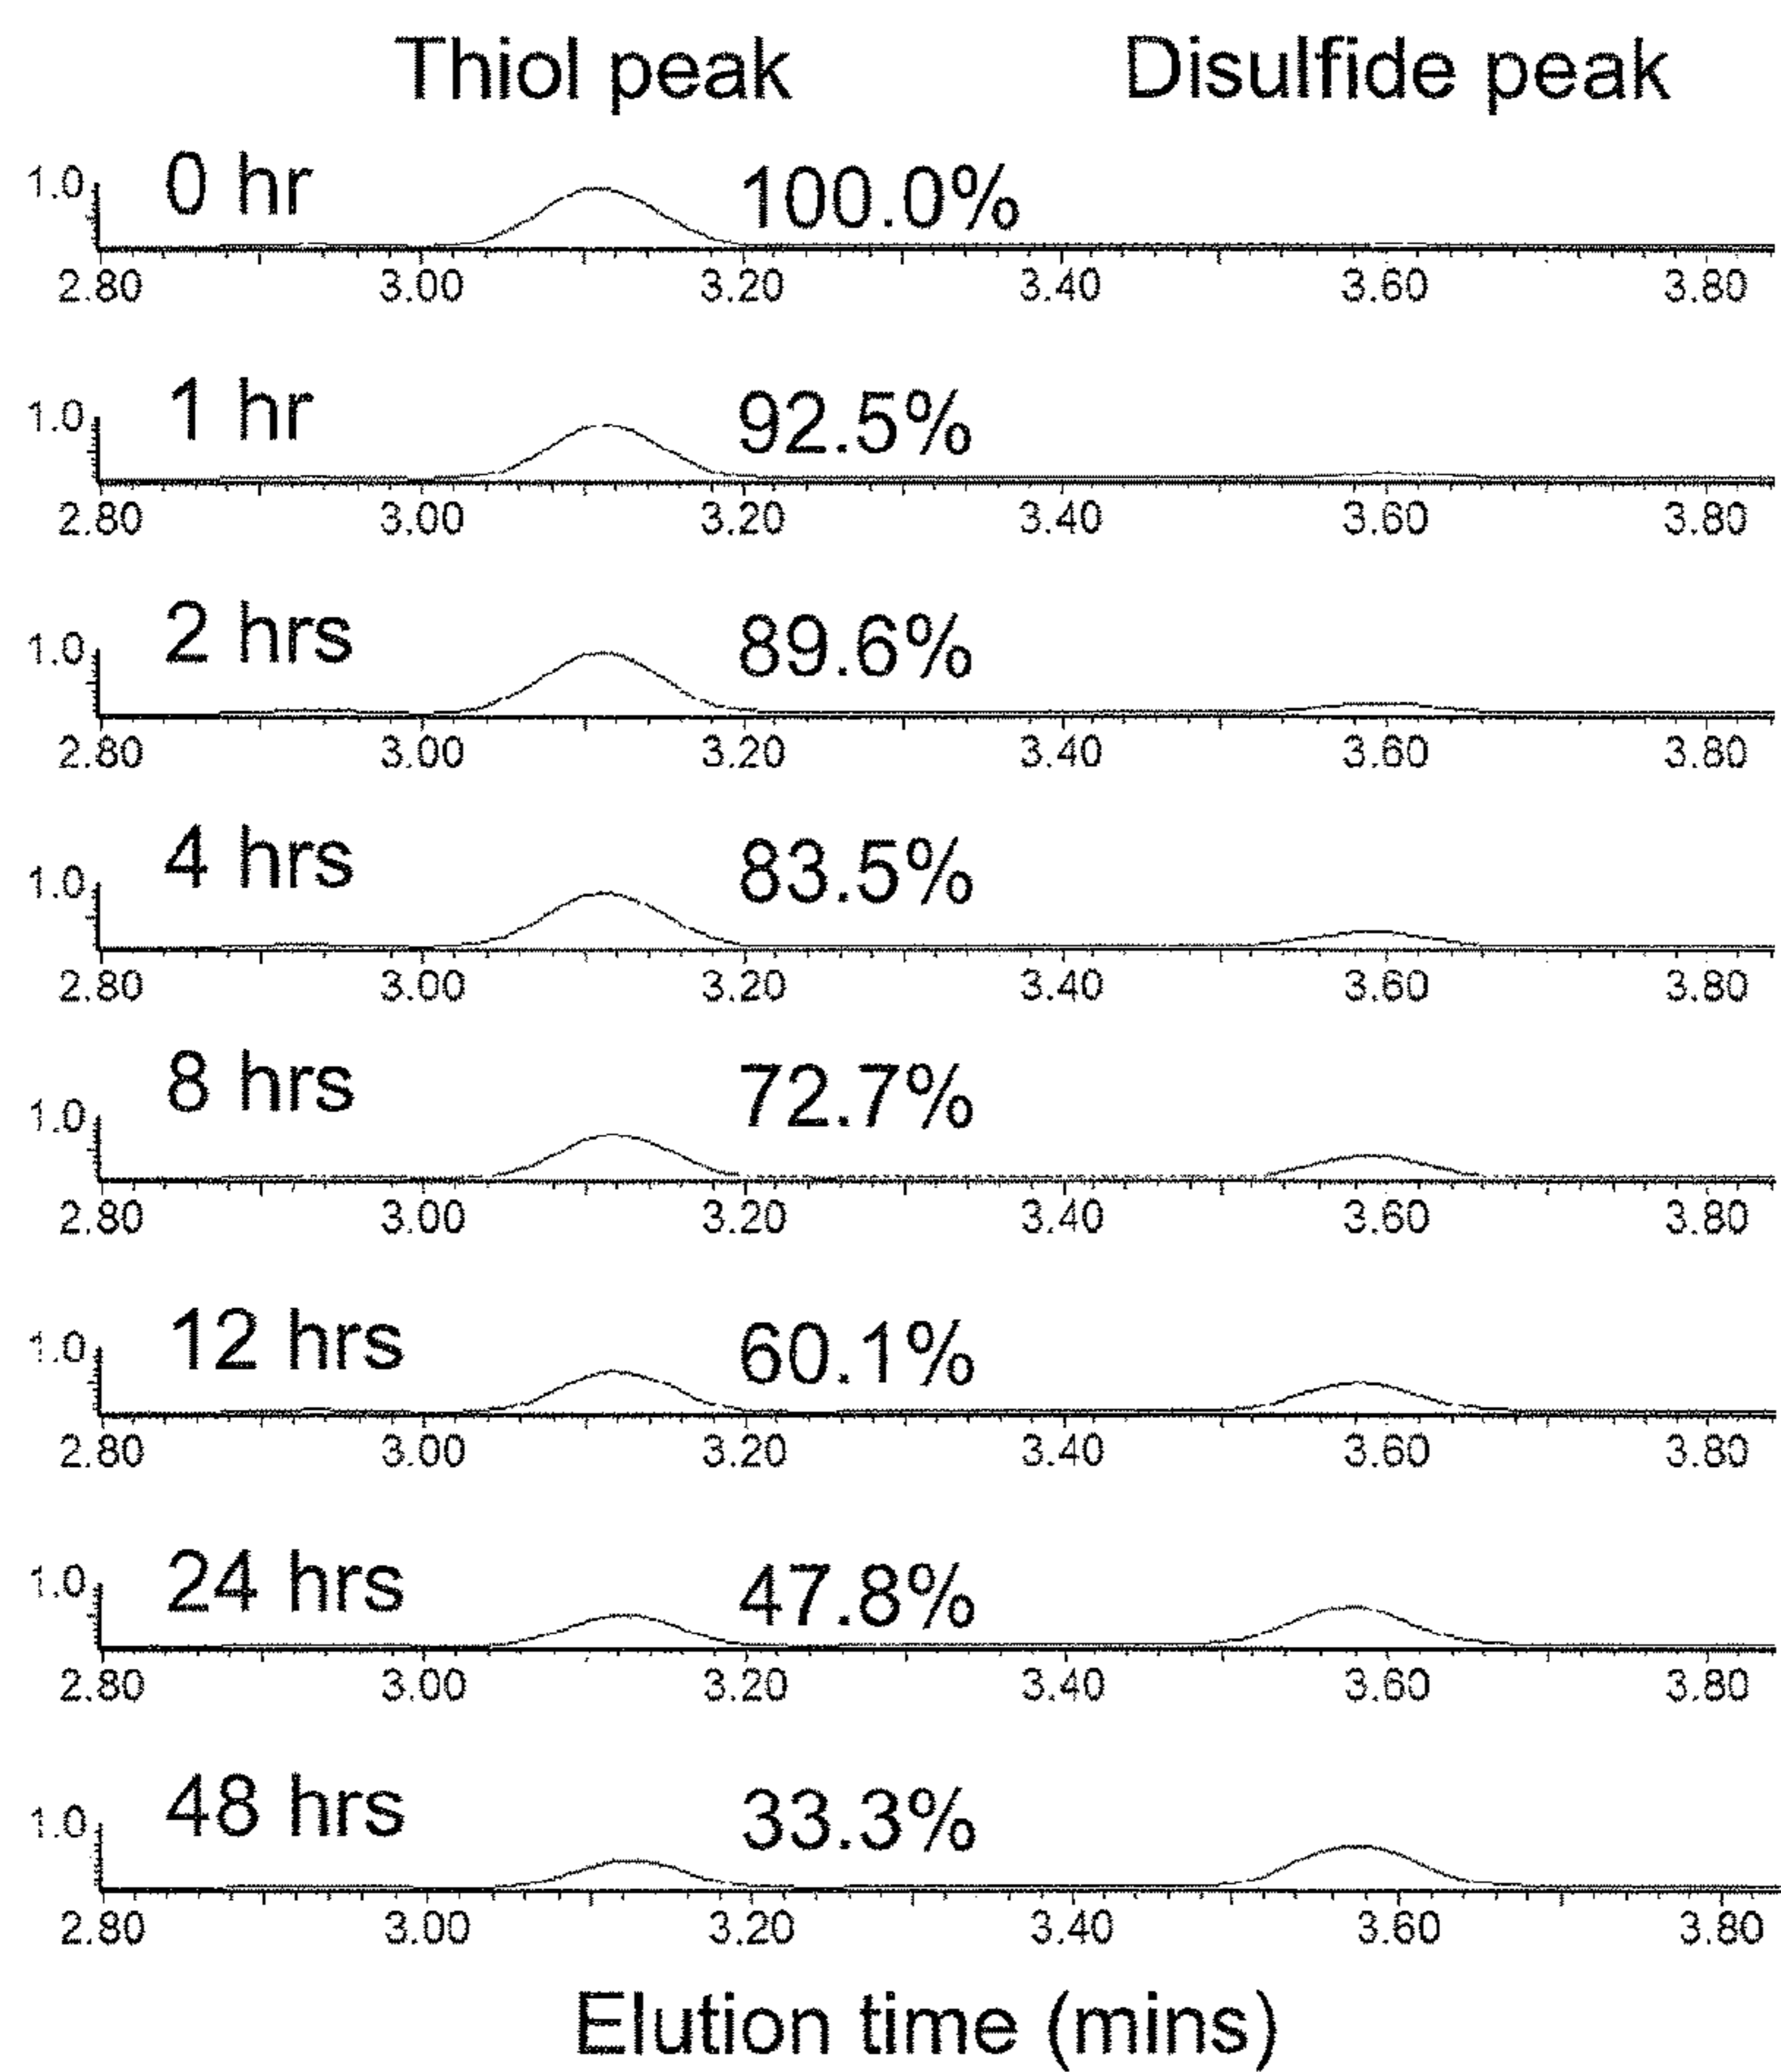 Thiol peak Disulfide peak
1.0 0 hr 100.0%
2.80 3.00 3.20 3.40 3.60 3.80
1.0 1 hr 92.5%
2.80 3.00 3.20 3.40 3.60 3.80
1.0 2 hrs 89.6%
2.80 3.00 3.20 3.40 3.60 3.80
1.0 4 hrs 83.5%
2.80 3.00 3.20 3.40 3.60 3.80
1.0 8 hrs 72.7%
2.80 3.00 3.20 3.40 3.60 3.80
1.0 12 hrs 60.1%
2.80 3.00 3.20 3.40 3.60 3.80
1.0 24 hrs 47.8%
2.80 3.00 3.20 3.40 3.60 3.80
1.0 48 hrs 33.3%
2.80 3.00 3.20 3.40 3.60 3.80
Elution time (mins)